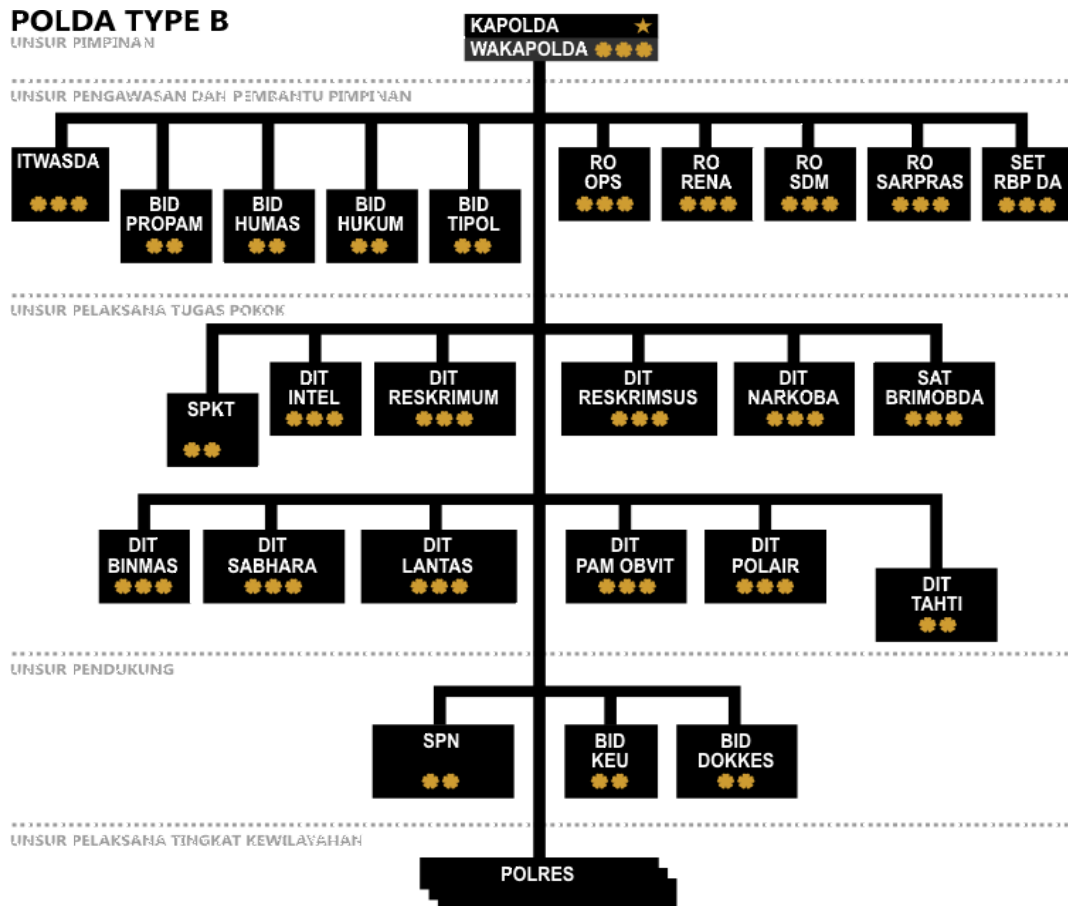 POLDA TYPE B
UNSUR PIMPINAN
KAPOLDA
WAKAPOLDA
UNSUR PENGAWASAN DAN PEMBANTU PIMPINAN
ITWASDA
BID
PROPAM
BID
HUMAS
BID
HUKUM
BID
TIPOL
RO
OPS
RO
RENA
RO
SDM
RO
SARPRAS
SET
RBP DA
UNSUR PELAKSANA TUGAS POKOK
SPKT
DIT
INTEL
DIT
RESKRIMUM
DIT
RESKRIMSUS
DIT
NARKOBA
SAT
BRIMOBDA
DIT
BINMAS
DIT
SABHARA
DIT
LANTAS
DIT
PAM OBVIT
DIT
POLAIR
DIT
TAHTI
UNSUR PENDUKUNG
SPN
BID
KEU
BID
DOKKES
UNSUR PELAKSANA TINGKAT KEWILAYAHAN
POLRES